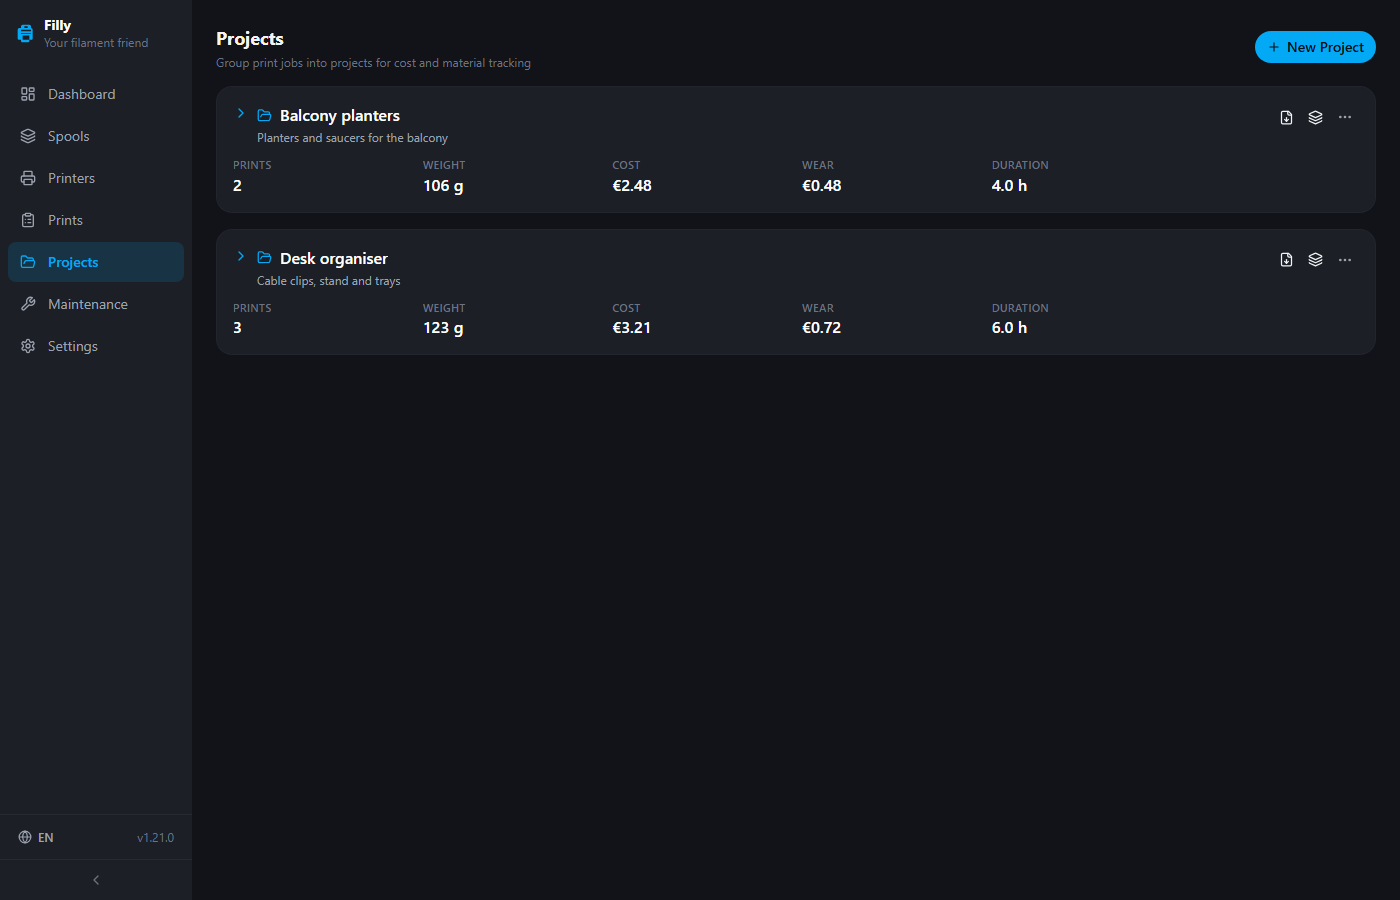 Filly
Your filament friend
Dashboard
Spools
Printers
Prints
Projects
Maintenance
Settings
EN
v1.21.0
Projects
Group print jobs into projects for cost and material tracking
New Project
Balcony planters
Planters and saucers for the balcony
PRINTS WEIGHT COST WEAR DURATION
2 106 g €2.48 €0.48 4.0 h
Desk organiser
Cable clips, stand and trays
PRINTS WEIGHT COST WEAR DURATION
3 123 g €3.21 €0.72 6.0 h